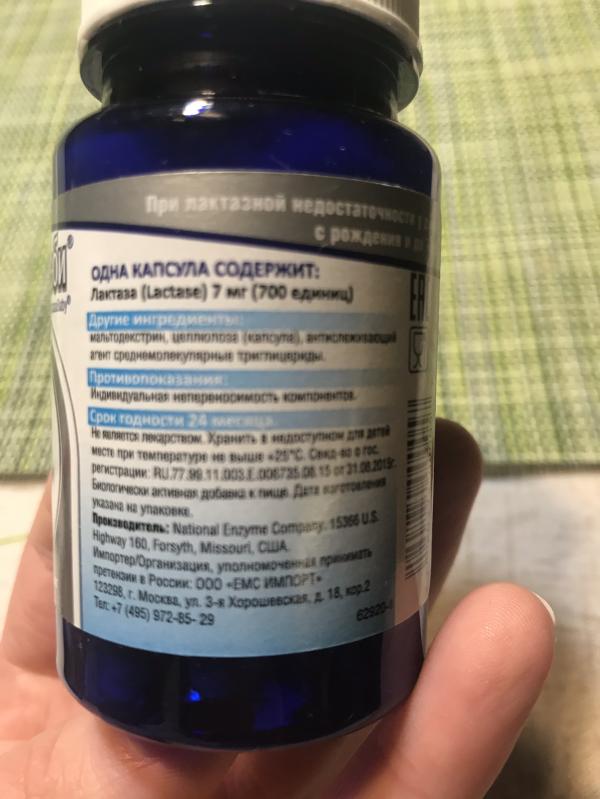 При лактазной недостаточности у
с рождения и до
би®
ОДНА КАПСУЛА СОДЕРЖИТ:
Лактаза (Lactase) 7 мг (700 единиц)
Другие ингредиенты:
мальтодекстрин, целлюлоза (капсула), антислеживающий
агент среднемолекулярные триглицериды.
Противопоказания:
Индивидуальная непереносимость компонентов.
Срок годности 24 месяца.
Не является лекарством. Хранить в недоступном для детей
месте при температуре не выше +25°С. Свид-во о гос.
регистрации: RU.77.99.11.003.Е.006735.08.15 от 31.08.2015г.
Биологически активная добавка к пище. Дата изготовления
указана на упаковке.
Производитель: National Enzyme Company. 15366 U.S.
Highway 160, Forsyth, Missouri, США.
Импортер/Организация, уполномоченная принимать
претензии в России: ООО «ЕМС ИМПОРТ»
123298, г. Москва, ул. 3-я Хорошевская, д. 18, кор.2
Тел: +7 (495) 972-85- 29
62920-